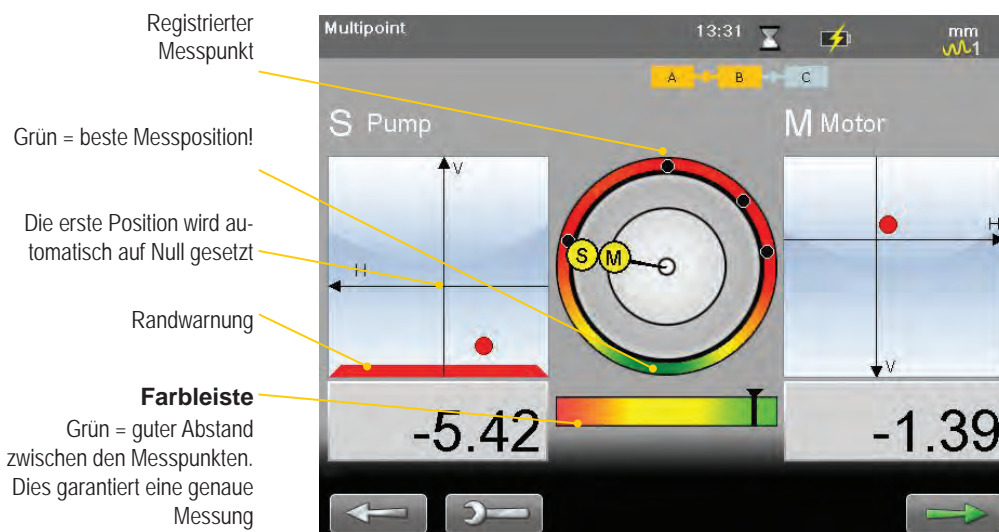 Registrierter
Messpunkt
Grün = beste Messposition!
Die erste Position wird au-
tomatisch auf Null gesetzt
Randwarnung
Farbleiste
Grün = guter Abstand
zwischen den Messpunkten.
Dies garantiert eine genaue
Messung
Multipoint
13:31
mm
1
A
B
C
S Pump
M Motor
V
H
S
M
H
V
-5.42
-1.39